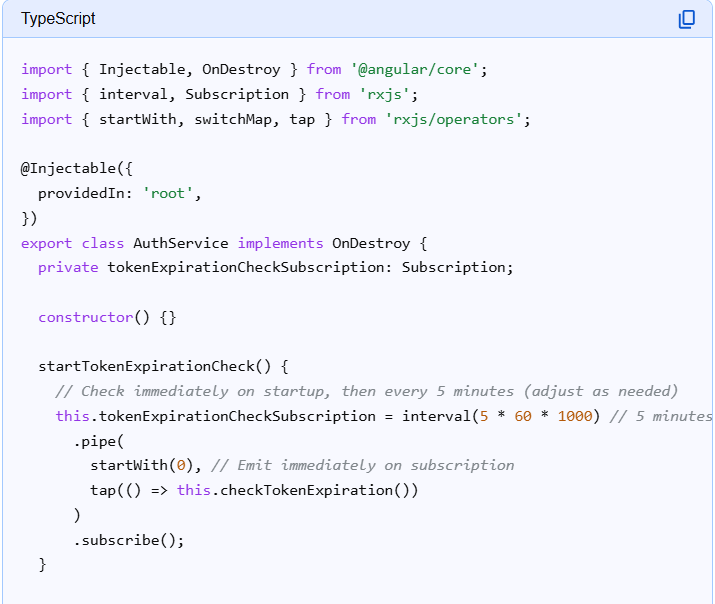 TypeScript
import { Injectable, OnDestroy } from '@angular/core';
import { interval, Subscription } from 'rxjs';
import { startWith, switchMap, tap } from 'rxjs/operators';
@Injectable({
  providedIn: 'root',
})
export class AuthService implements OnDestroy {
  private tokenExpirationCheckSubscription: Subscription;
  constructor() {}
  startTokenExpirationCheck() {
    // Check immediately on startup, then every 5 minutes (adjust as needed)
    this.tokenExpirationCheckSubscription = interval(5 * 60 * 1000) // 5 minutes
      .pipe(
        startWith(0), // Emit immediately on subscription
        tap(() => this.checkTokenExpiration())
      )
      .subscribe();
  }